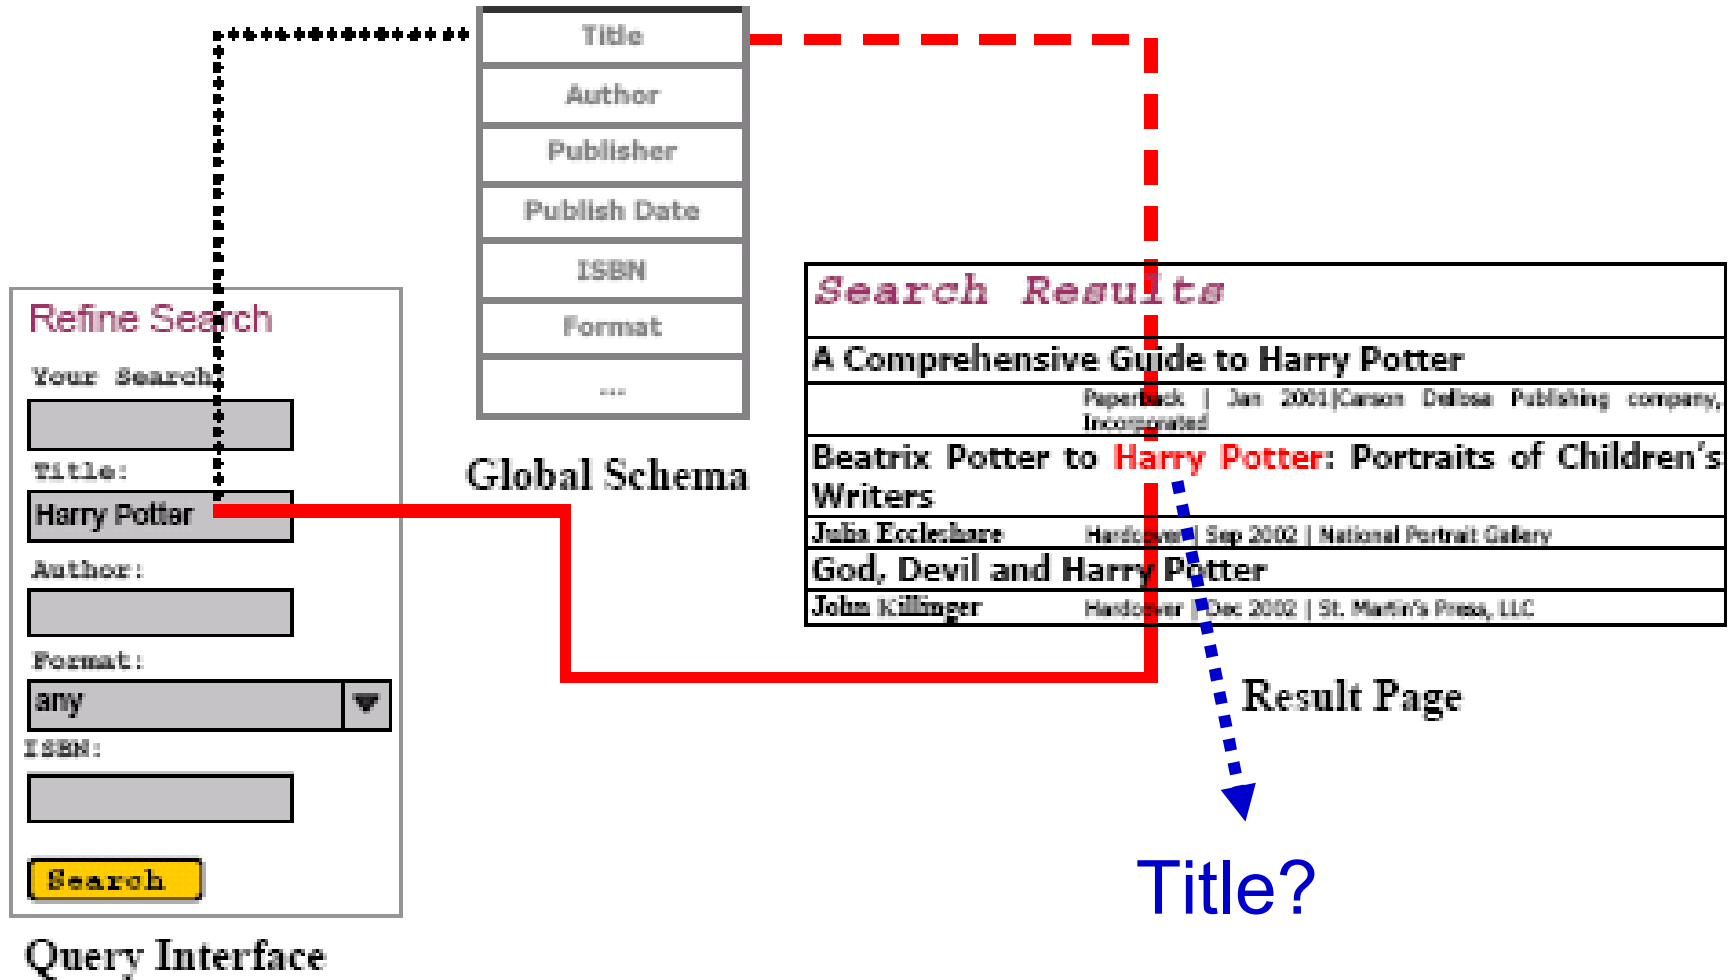 Title
Author
Publisher
Publish Date
ISBN
Format
...
Global Schema
Refine Search
Your Search
Title:
Harry Potter
Author:
Format:
any
ISBN:
Search
Query Interface
Search Results
A Comprehensive Guide to Harry Potter
Paperback | Jan 2001|Carson Dellosa Publishing company,
Incorporated
Beatrix Potter to Harry Potter: Portraits of Children's
Writers
Julia Eccleshare Hardcover | Sep 2002 | National Portrait Gallery
God, Devil and Harry Potter
John Killinger Hardcover | Dec 2002 | St. Martin's Press, LLC
Result Page
Title?